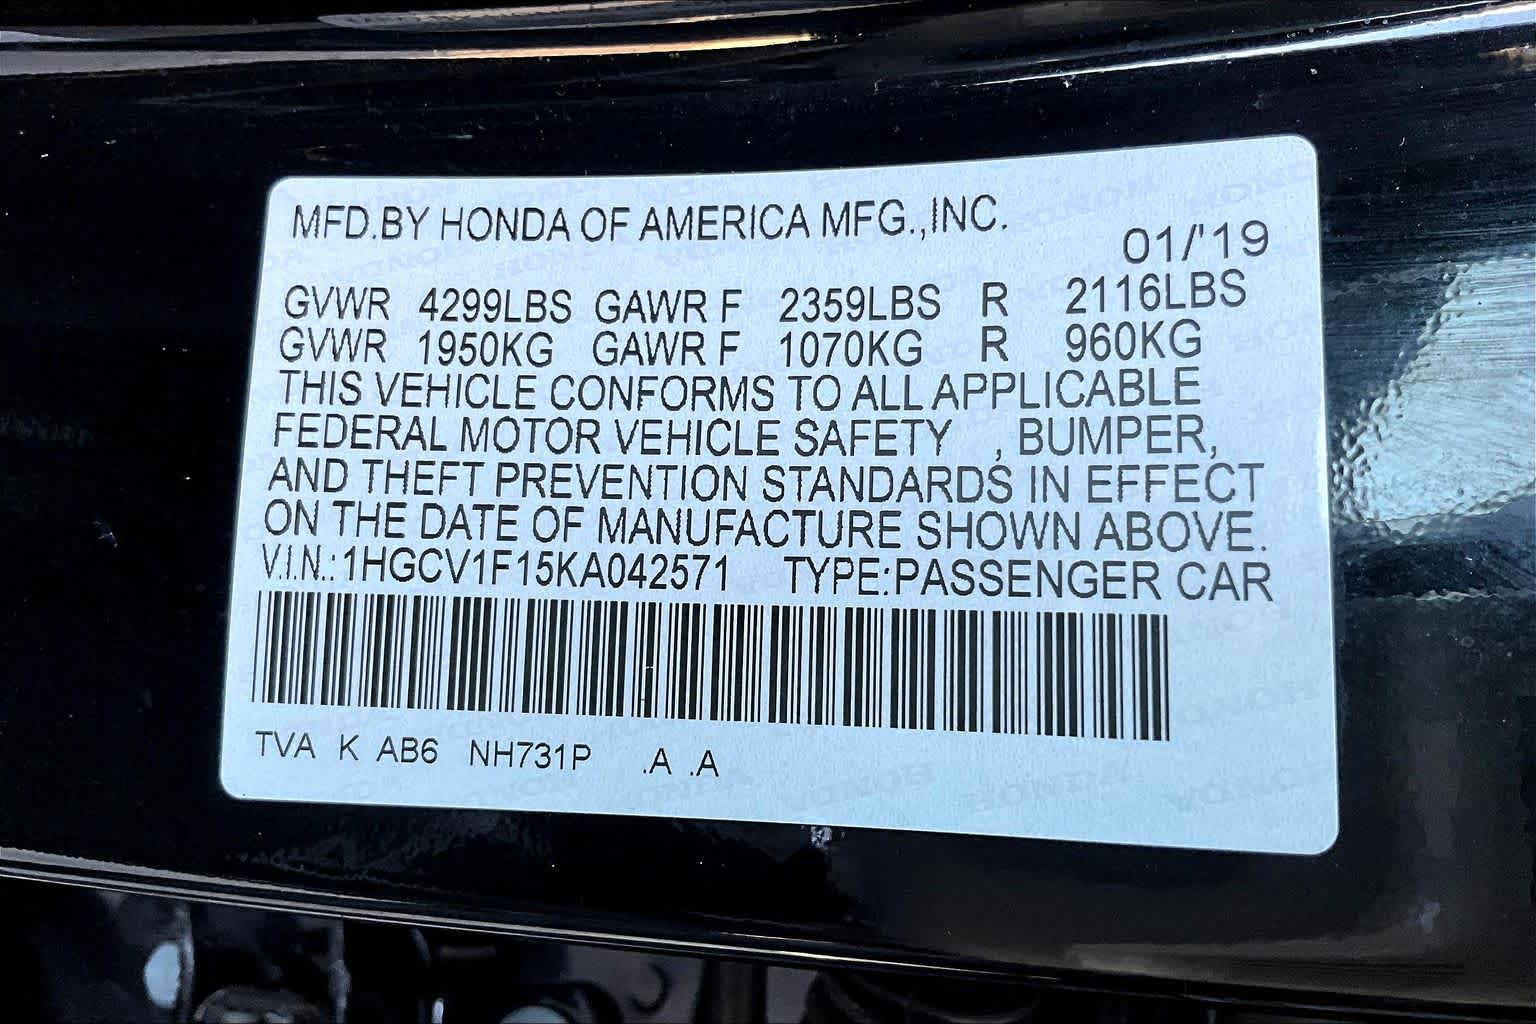 MFD.BY HONDA OF AMERICA MFG.,INC.
01/'19
GVWR 4299LBS GAWR F 2359LBS R 2116LBS
GVWR 1950KG GAWR F 1070KG R 960KG
THIS VEHICLE CONFORMS TO ALL APPLICABLE
FEDERAL MOTOR VEHICLE SAFETY , BUMPER,
AND THEFT PREVENTION STANDARDS IN EFFECT
ON THE DATE OF MANUFACTURE SHOWN ABOVE.
V.I.N.:1HGCV1F15KA042571 TYPE:PASSENGER CAR
TVA K AB6 NH731P .A .A